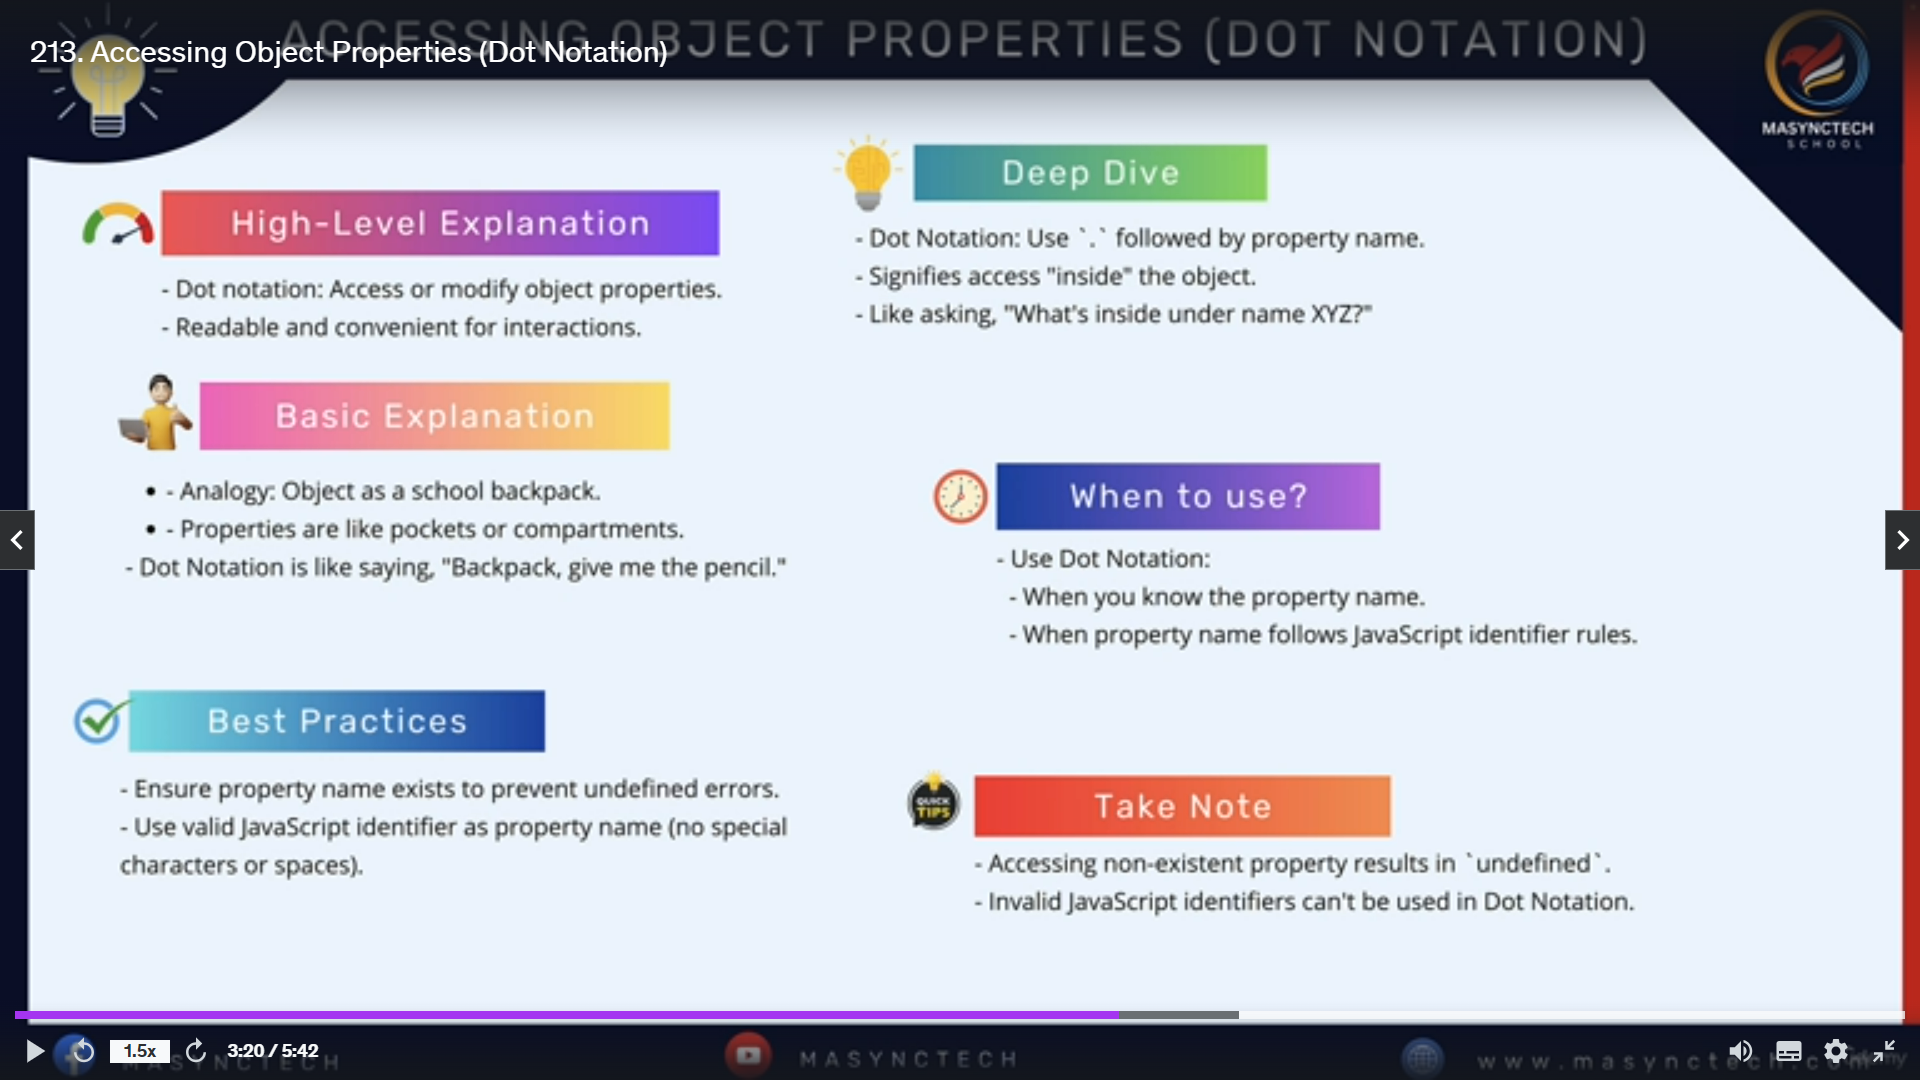 ACCESSING OBJECT PROPERTIES (DOT NOTATION)
213. Accessing Object Properties (Dot Notation)
MASYNCTECH
SCHOOL
High-Level Explanation
- Dot notation: Access or modify object properties.
- Readable and convenient for interactions.
Basic Explanation
• - Analogy: Object as a school backpack.
• - Properties are like pockets or compartments.
- Dot Notation is like saying, "Backpack, give me the pencil."
Best Practices
- Ensure property name exists to prevent undefined errors.
- Use valid JavaScript identifier as property name (no special
characters or spaces).
Deep Dive
- Dot Notation: Use `.` followed by property name.
- Signifies access "inside" the object.
- Like asking, "What's inside under name XYZ?"
When to use?
- Use Dot Notation:
- When you know the property name.
- When property name follows JavaScript identifier rules.
QUICK
TIPS
Take Note
- Accessing non-existent property results in `undefined`.
- Invalid JavaScript identifiers can't be used in Dot Notation.
1.5x
3:20 / 5:42
MASYNCTECH
MASYNCTECH
www.masynctech.com